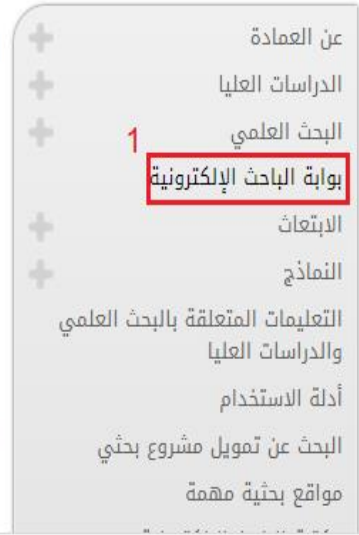 عن العمادة
الدراسات العليا
البحث العلمي
1
بوابة الباحث الإلكترونية
الابتعاث
النماذج
التعليمات المتعلقة بالبحث العلمي
والدراسات العليا
أدلة الاستخدام
البحث عن تمويل مشروع بحثي
مواقع بحثية مهمة